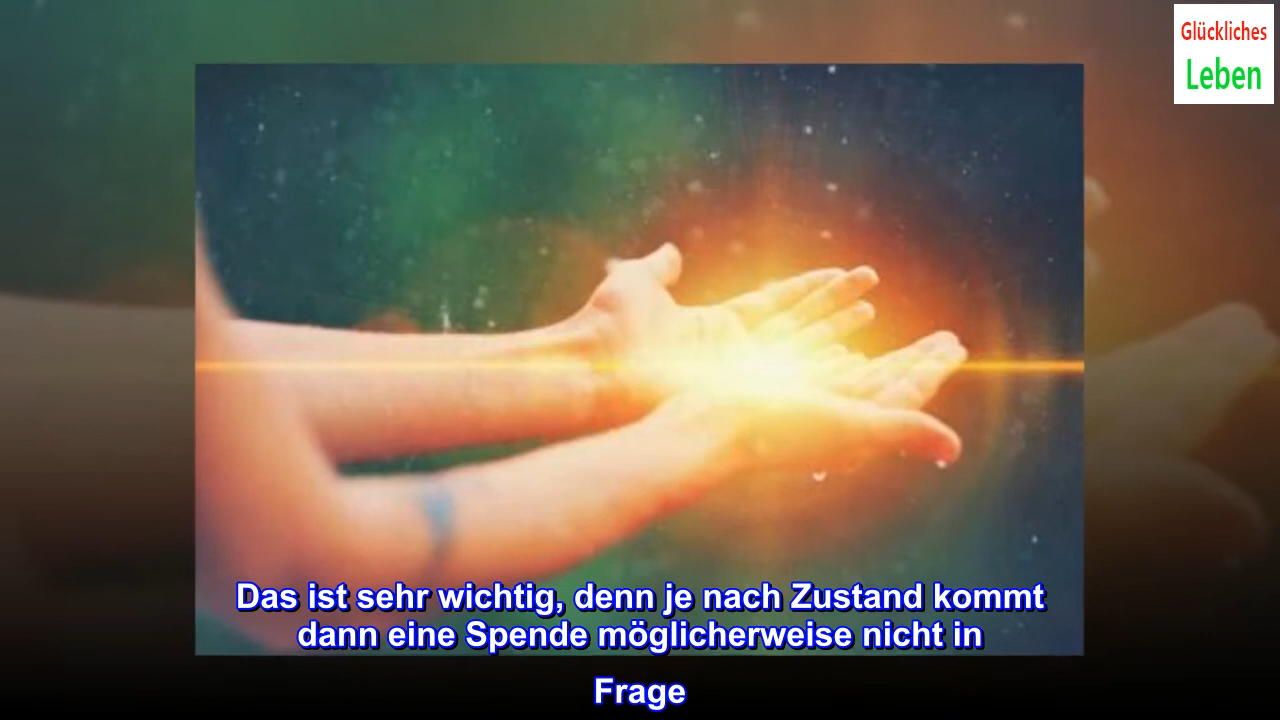 Glückliches
Leben
Das ist sehr wichtig, denn je nach Zustand kommt
dann eine Spende möglicherweise nicht in
Frage